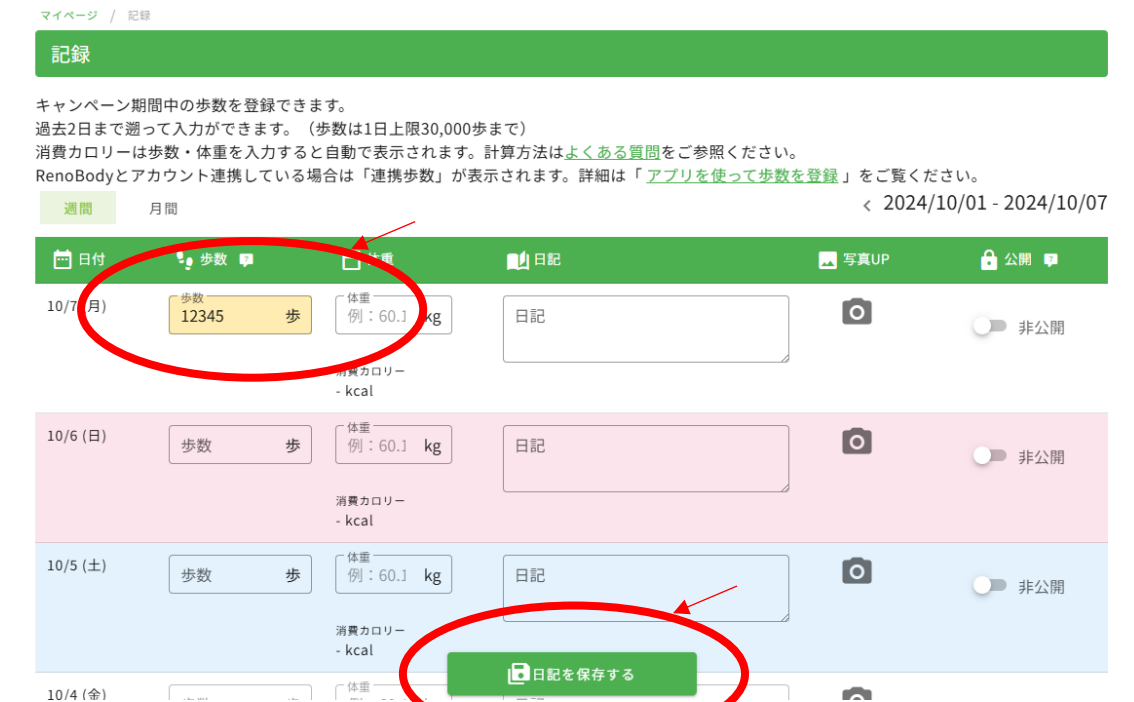 マイページ / 記録
記録
キャンペーン期間中の歩数を登録できます。
過去2日まで遡って入力ができます。（歩数は1日上限30,000歩まで）
消費カロリーは歩数・体重を入力すると自動で表示されます。計算方法はよくある質問をご参照ください。
RenoBodyとアカウント連携している場合は「連携歩数」が表示されます。詳細は「 アプリを使って歩数を登録 」をご覧ください。
週間 月間 < 2024/10/01 - 2024/10/07
日付 歩数 ? 体重 日記 写真UP 公開 ?
10/7 (月) 歩数 12345 歩 体重 例：60.1 kg 日記 非公開
消費カロリー
- kcal
10/6 (日) 歩数 歩 体重 例：60.1 kg 日記 非公開
消費カロリー
- kcal
10/5 (土) 歩数 歩 体重 例：60.1 kg 日記 非公開
消費カロリー
- kcal
日記を保存する
10/4 (金) 体重